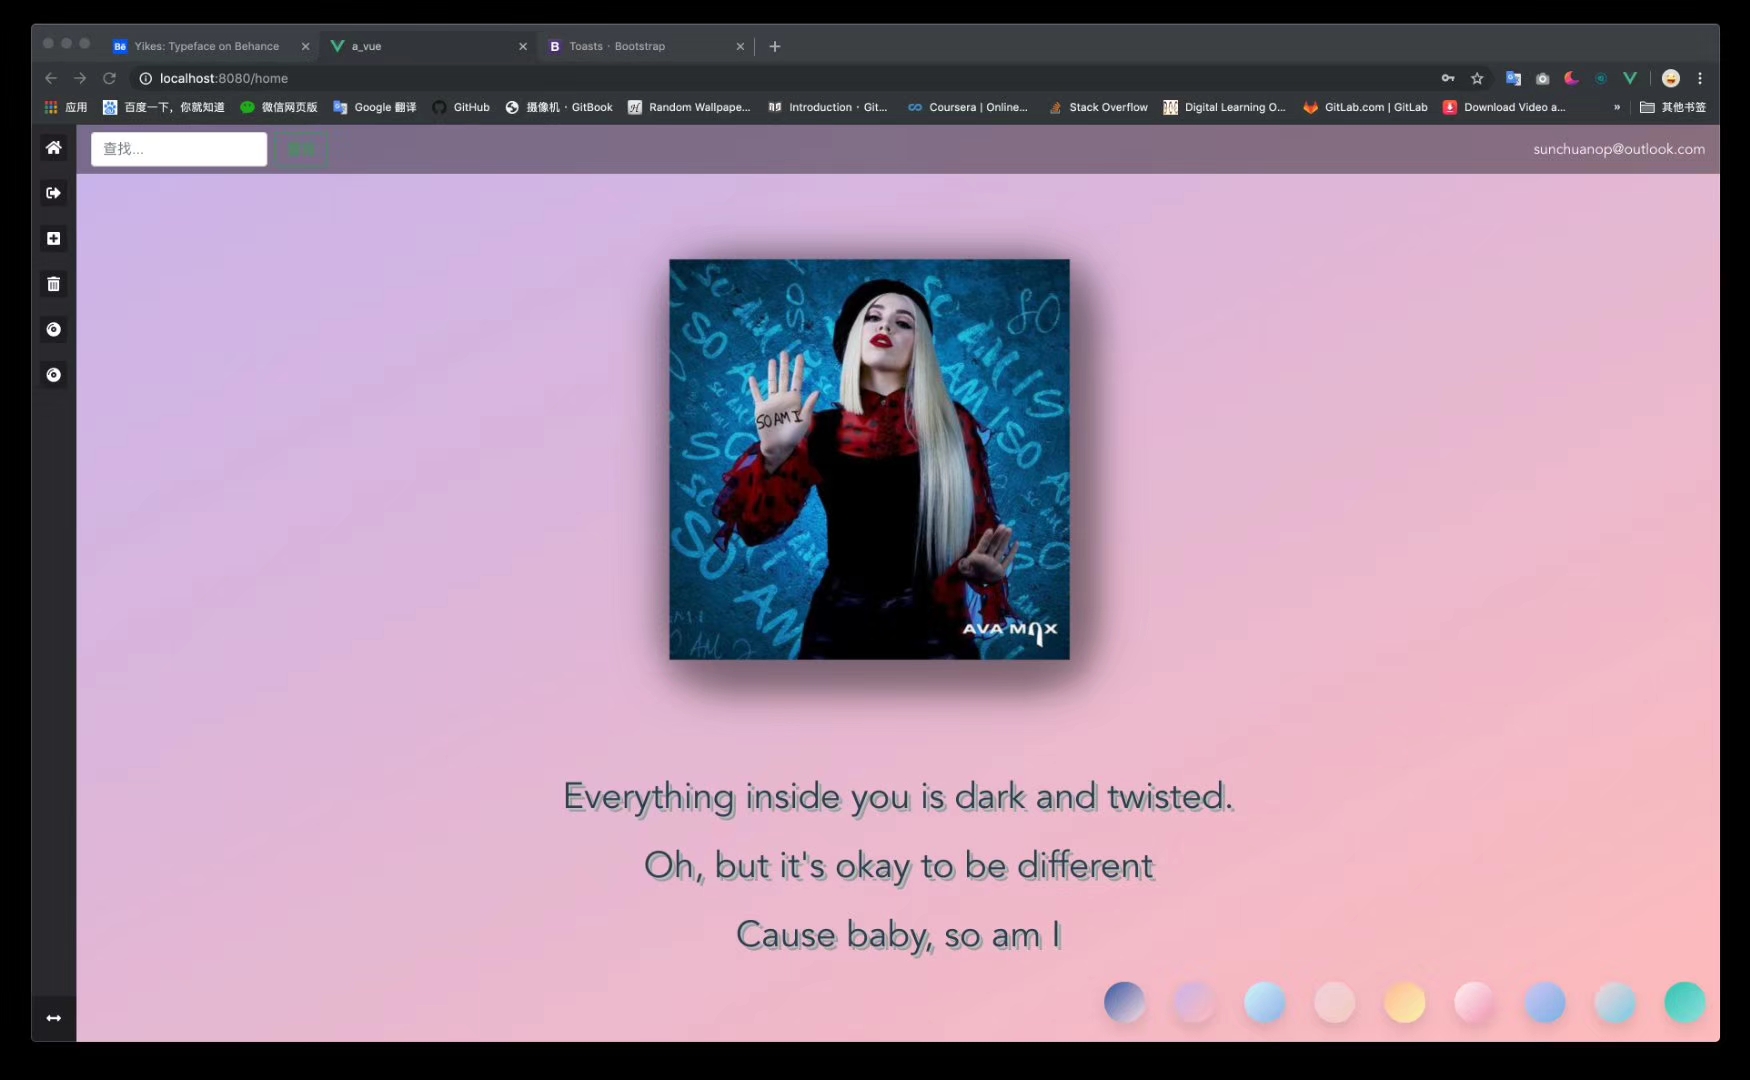 Yikes: Typeface on Behance
a_vue
Toasts · Bootstrap
localhost:8080/home
应用
百度一下，你就知道
微信网页版
Google 翻译
GitHub
摄像机 · GitBook
Random Wallpape...
Introduction · Git...
Coursera | Online...
Stack Overflow
Digital Learning O...
GitLab.com | GitLab
Download Video a...
»
其他书签
查找...
sunchuanop@outlook.com
SO AM I
AVA MAX
Everything inside you is dark and twisted.
Oh, but it's okay to be different
Cause baby, so am I